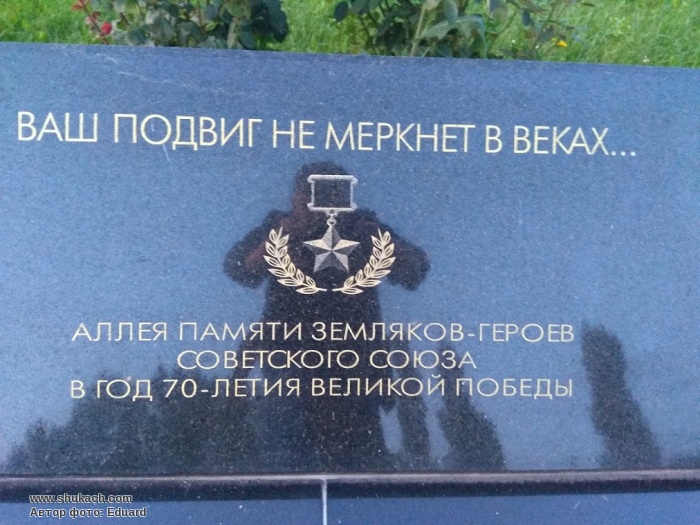 ВАШ ПОДВИГ НЕ МЕРКНЕТ В ВЕКАХ...
АЛЛЕЯ ПАМЯТИ ЗЕМЛЯКОВ-ГЕРОЕВ
СОВЕТСКОГО СОЮЗА
В ГОД 70-ЛЕТИЯ ВЕЛИКОЙ ПОБЕДЫ
www.shukach.com
Автор фото: Eduard